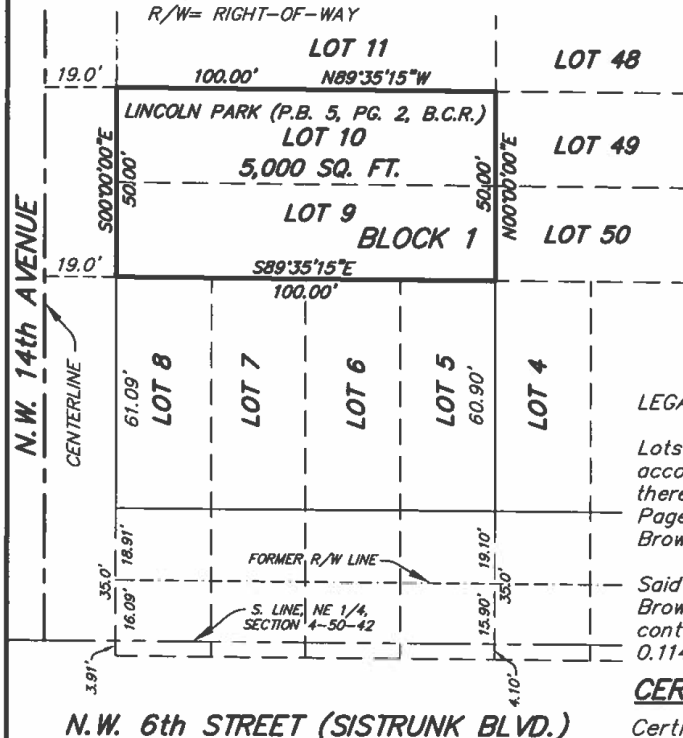 R/W= RIGHT-OF-WAY
LOT 11
LOT 48
19.0'
100.00'
N89°35'15"W
LINCOLN PARK (P.B. 5, PG. 2, B.C.R.)
LOT 10
5,000 SQ. FT.
LOT 49
S00°00'00"E
50.00'
50.00'
N00°00'00"E
LOT 9
BLOCK 1
LOT 50
19.0'
S89°35'15"E
100.00'
N.W. 14th AVENUE
CENTERLINE
61.09'
LOT 8
LOT 7
LOT 6
LOT 5
60.90'
LOT 4
LEGA
Lots
acco
there
Page
Brow
18.91'
19.10'
FORMER R/W LINE
35.0'
35.0'
Said
Brow
cont
0.114
16.09'
S. LINE, NE 1/4,
SECTION 4-50-42
15.90'
3.91'
4.10'
CER
N.W. 6th STREET (SISTRUNK BLVD.)
Certi